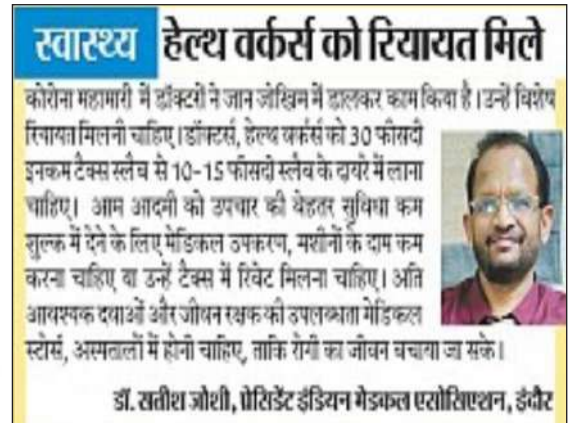 स्वास्थ्य हेल्थ वर्कर्स को रियायत मिले
कोरोना महामारी में डॉक्टरों ने जान जोखिम में डालकर काम किया है। उन्हें विशेष
रियायत मिलनी चाहिए। डॉक्टर्स, हेल्थ वर्कर्स को 30 फीसदी
इनकम टैक्स स्लैब से 10-15 फीसदी स्लैब के दायरे में लाना
चाहिए। आम आदमी को उपचार की बेहतर सुविधा कम
शुल्क में देने के लिए मेडिकल उपकरण, मशीनों के दाम कम
करना चाहिए या उन्हें टैक्स में रिबेट मिलना चाहिए। अति
आवश्यक दवाओं और जीवन रक्षक की उपलब्धता मेडिकल
स्टोर्स, अस्पतालों में होनी चाहिए, ताकि रोगी का जीवन बचाया जा सके।
डॉ. सतीश जोशी, प्रेसिडेंट इंडियन मेडकल एसोसिएशन, इंदौर